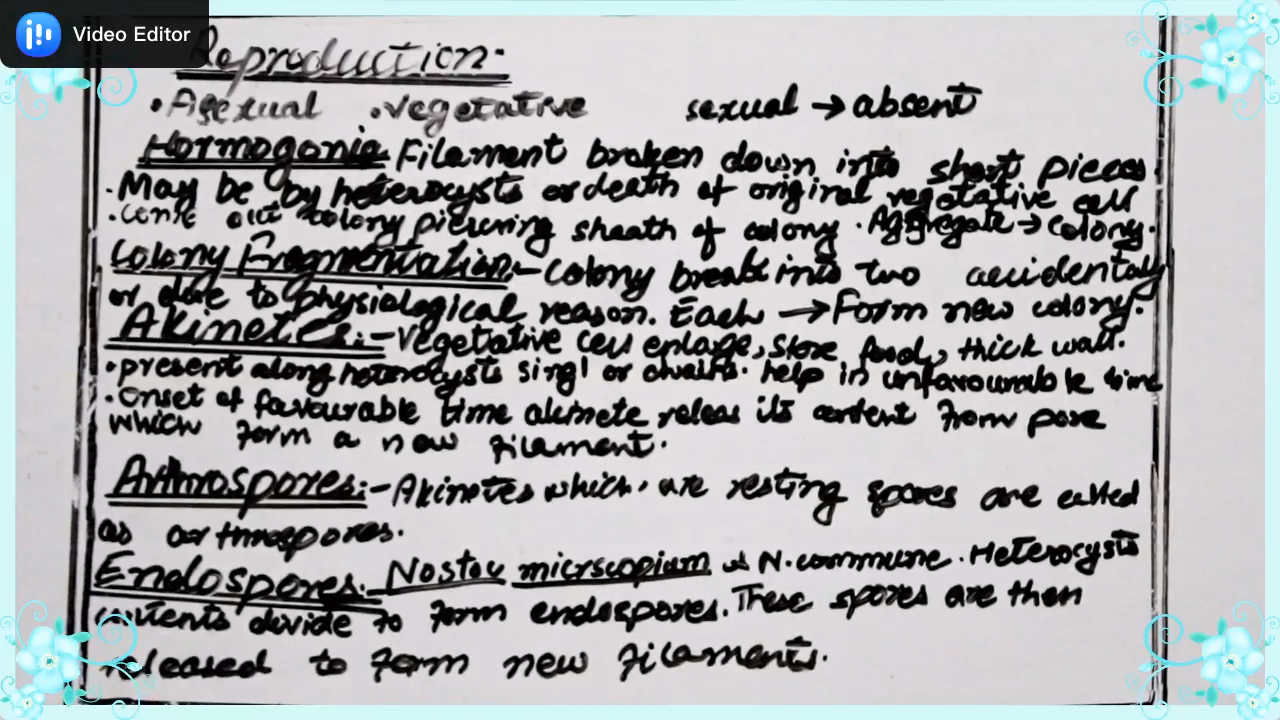 Video Editor
Reproduction.
• Asexual • Vegetative sexual → absent
Hormogonia Filament broken down into short pieces
• May be by heterocysts or death of original vegetative cell
• Come out colony piercing sheath of colony. Aggregate → colony.
Colony Fragmentation:- Colony break into two accidentaly
or due to physiological reason. Each → Form new colony.
Akinetes:- Vegetative cell enlage, store food, thick wall.
• present along heterocysts singl or chains. help in unfavourable time
• Onset of favourable time akinete releas its content from pore
which form a new filament.
Arthrospores:- Akinetes which are resting spores are called
as arthrospores.
Endospores:- Nostoc micrscopium & N. commune. Heterocysts
contents divide to form endospores. These spores are then
released to form new filaments.